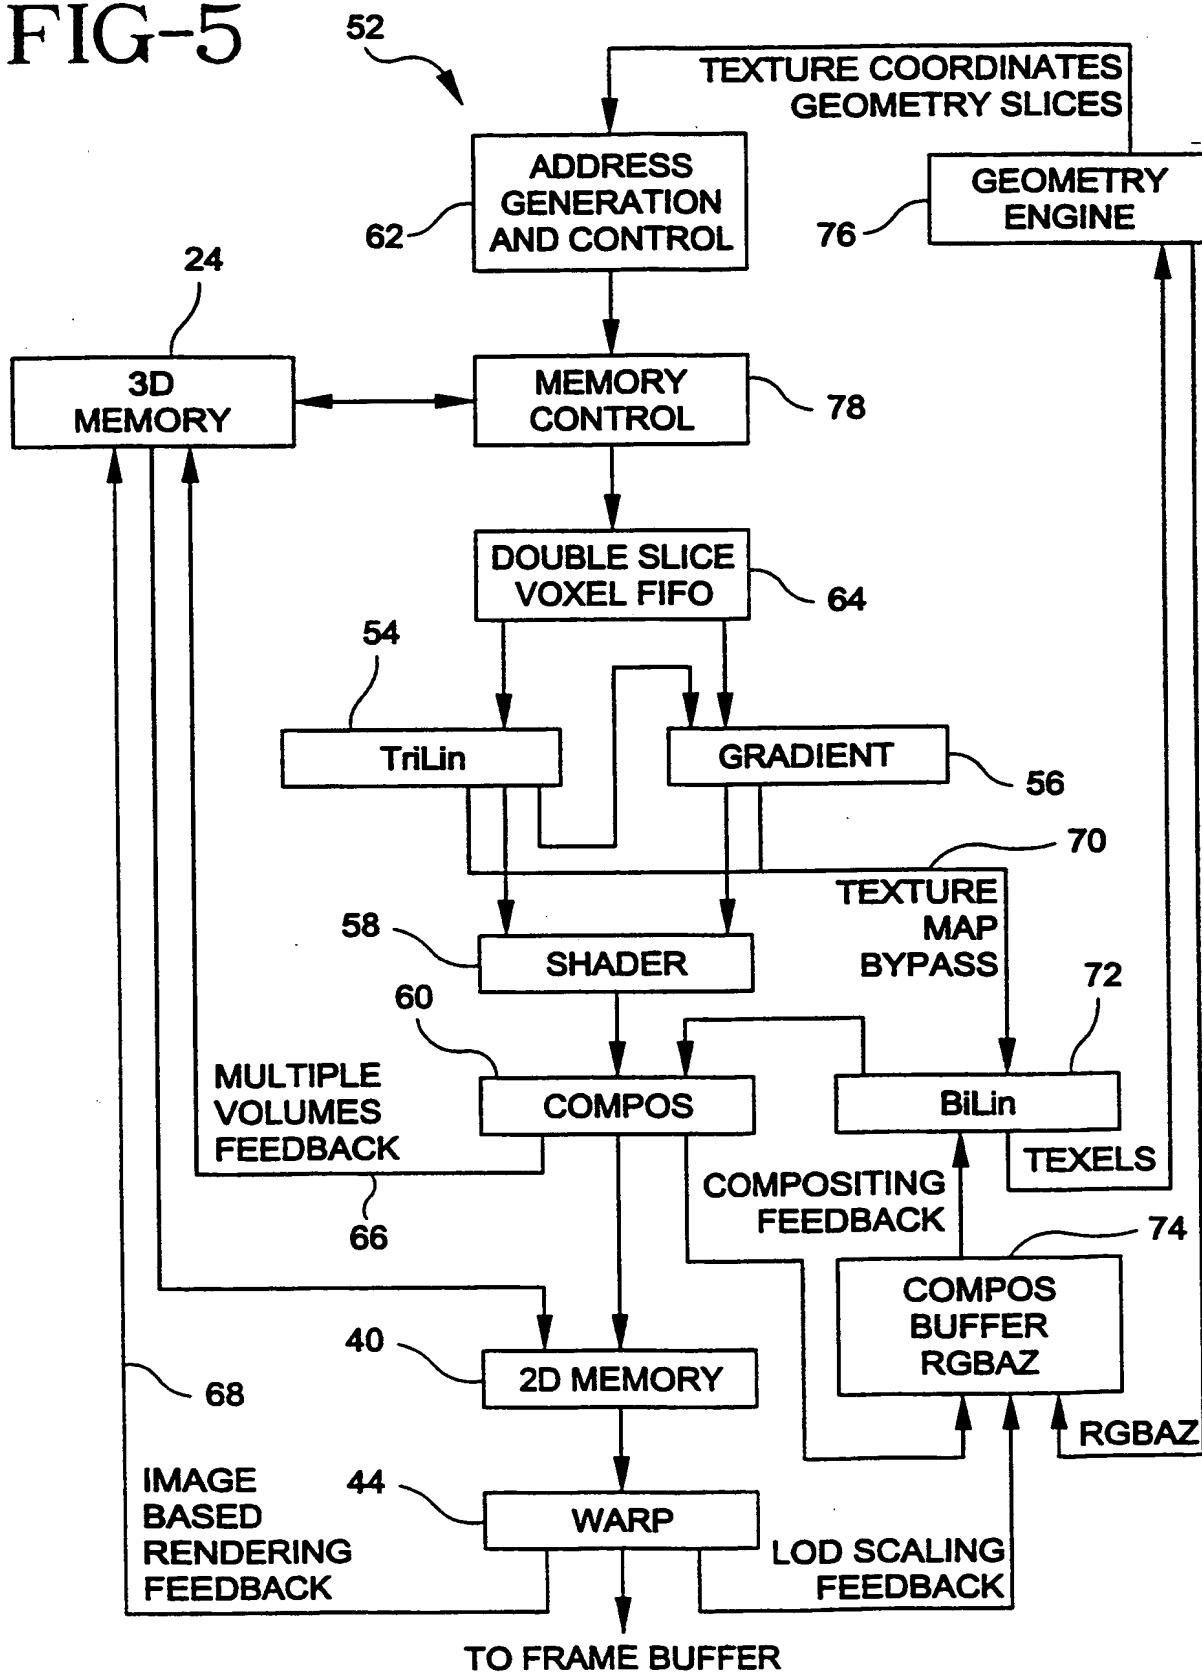 FIG-5
52
TEXTURE COORDINATES
GEOMETRY SLICES
ADDRESS
GENERATION
AND CONTROL
62
GEOMETRY
ENGINE
76
24
3D
MEMORY
MEMORY
CONTROL
78
DOUBLE SLICE
VOXEL FIFO
64
54
TriLin
GRADIENT
56
70
TEXTURE
MAP
BYPASS
58
SHADER
60
72
COMPOS
BiLin
MULTIPLE
VOLUMES
FEEDBACK
66
TEXELS
COMPOSITING
FEEDBACK
74
COMPOS
BUFFER
RGBAZ
40
2D MEMORY
68
RGBAZ
IMAGE
BASED
RENDERING
FEEDBACK
44
WARP
LOD SCALING
FEEDBACK
TO FRAME BUFFER